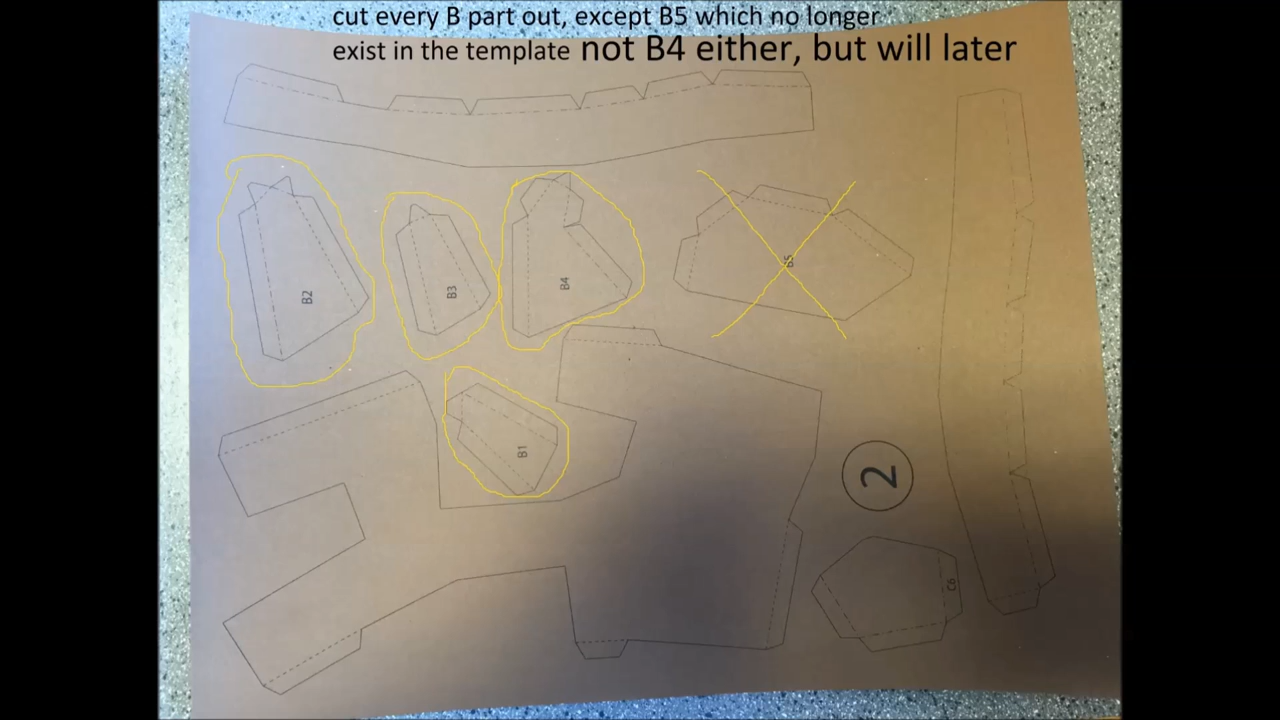 cut every B part out, except B5 which no longer
exist in the template not B4 either, but will later
B2
B3
B4
B5
B1
2
C6